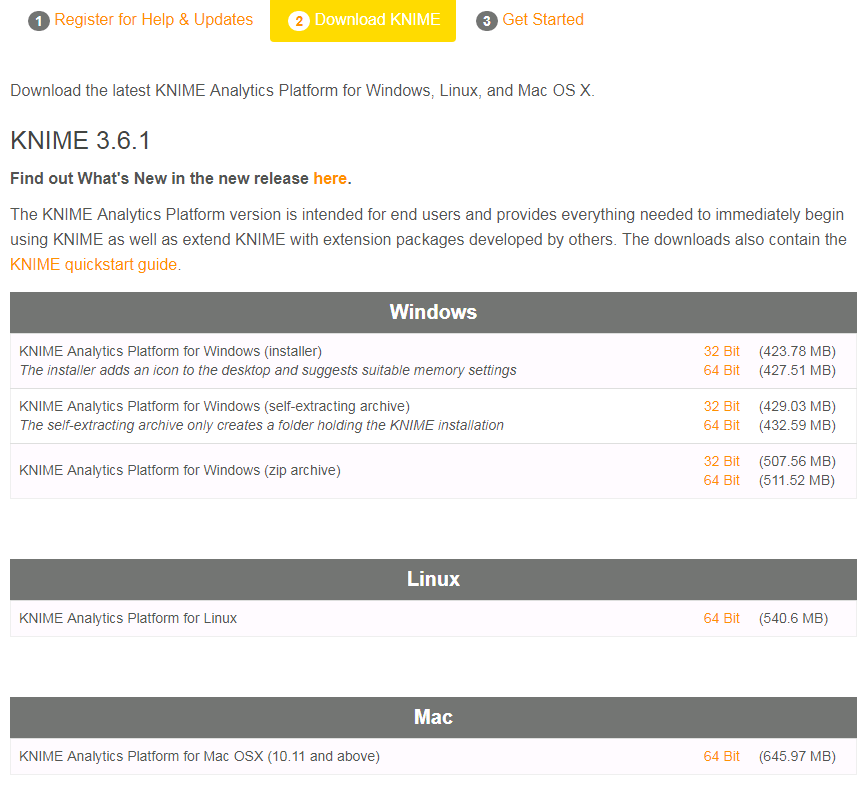 1 Register for Help & Updates 2 Download KNIME 3 Get Started
Download the latest KNIME Analytics Platform for Windows, Linux, and Mac OS X.
KNIME 3.6.1
Find out What's New in the new release here.
The KNIME Analytics Platform version is intended for end users and provides everything needed to immediately begin
using KNIME as well as extend KNIME with extension packages developed by others. The downloads also contain the
KNIME quickstart guide.
Windows
KNIME Analytics Platform for Windows (installer) 32 Bit (423.78 MB)
The installer adds an icon to the desktop and suggests suitable memory settings 64 Bit (427.51 MB)
KNIME Analytics Platform for Windows (self-extracting archive) 32 Bit (429.03 MB)
The self-extracting archive only creates a folder holding the KNIME installation 64 Bit (432.59 MB)
KNIME Analytics Platform for Windows (zip archive)
32 Bit (507.56 MB)
64 Bit (511.52 MB)
Linux
KNIME Analytics Platform for Linux 64 Bit (540.6 MB)
Mac
KNIME Analytics Platform for Mac OSX (10.11 and above) 64 Bit (645.97 MB)